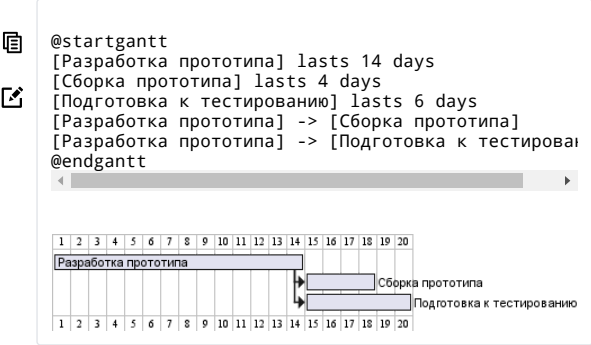 @startgantt
[Разработка прототипа] lasts 14 days
[Сборка прототипа] lasts 4 days
[Подготовка к тестированию] lasts 6 days
[Разработка прототипа] -> [Сборка прототипа]
[Разработка прототипа] -> [Подготовка к тестирован
@endgantt
1 2 3 4 5 6 7 8 9 10 11 12 13 14 15 16 17 18 19 20
Разработка прототипа
Сборка прототипа
Подготовка к тестированию
1 2 3 4 5 6 7 8 9 10 11 12 13 14 15 16 17 18 19 20